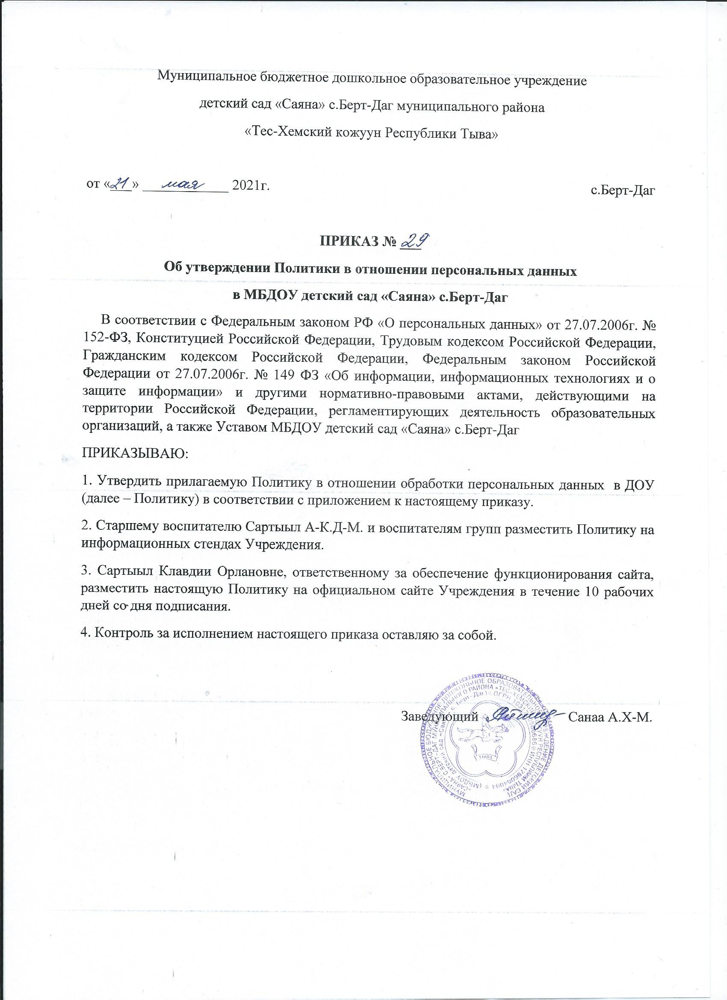 Муниципальное бюджетное дошкольное образовательное учреждение
детский сад «Саяна» с.Берт-Даг муниципального района
«Тес-Хемский кожуун Республики Тыва»
от «21» мая 2021г.
с.Берт-Даг
ПРИКАЗ № 29
Об утверждении Политики в отношении персональных данных
в МБДОУ детский сад «Саяна» с.Берт-Даг
В соответствии с Федеральным законом РФ «О персональных данных» от 27.07.2006г. №
152-ФЗ, Конституцией Российской Федерации, Трудовым кодексом Российской Федерации,
Гражданским кодексом Российской Федерации, Федеральным законом Российской
Федерации от 27.07.2006г. № 149 ФЗ «Об информации, информационных технологиях и о
защите информации» и другими нормативно-правовыми актами, действующими на
территории Российской Федерации, регламентирующих деятельность образовательных
организаций, а также Уставом МБДОУ детский сад «Саяна» с.Берт-Даг
ПРИКАЗЫВАЮ:
1. Утвердить прилагаемую Политику в отношении обработки персональных данных в ДОУ
(далее – Политику) в соответствии с приложением к настоящему приказу.
2. Старшему воспитателю Сартыыл А-К.Д-М. и воспитателям групп разместить Политику на
информационных стендах Учреждения.
3. Сартыыл Клавдии Орлановне, ответственному за обеспечение функционирования сайта,
разместить настоящую Политику на официальном сайте Учреждения в течение 10 рабочих
дней со дня подписания.
4. Контроль за исполнением настоящего приказа оставляю за собой.
Заведующий Санаа А.Х-М.
МУНИЦИПАЛЬНОЕ БЮДЖЕТНОЕ ДОШКОЛЬНОЕ ОБРАЗОВАТЕЛЬНОЕ УЧРЕЖДЕНИЕ ДЕТСКИЙ САД
"САЯНА" С.БЕРТ-ДАГ МУНИЦИПАЛЬНОГО РАЙОНА «ТЕС-ХЕМСКИЙ КОЖУУН РЕСПУБЛИКИ ТЫВА»
(МБДОУ детский сад "Саяна" с. Берт-Даг) * ОГРН * ИНН
ТЫВА